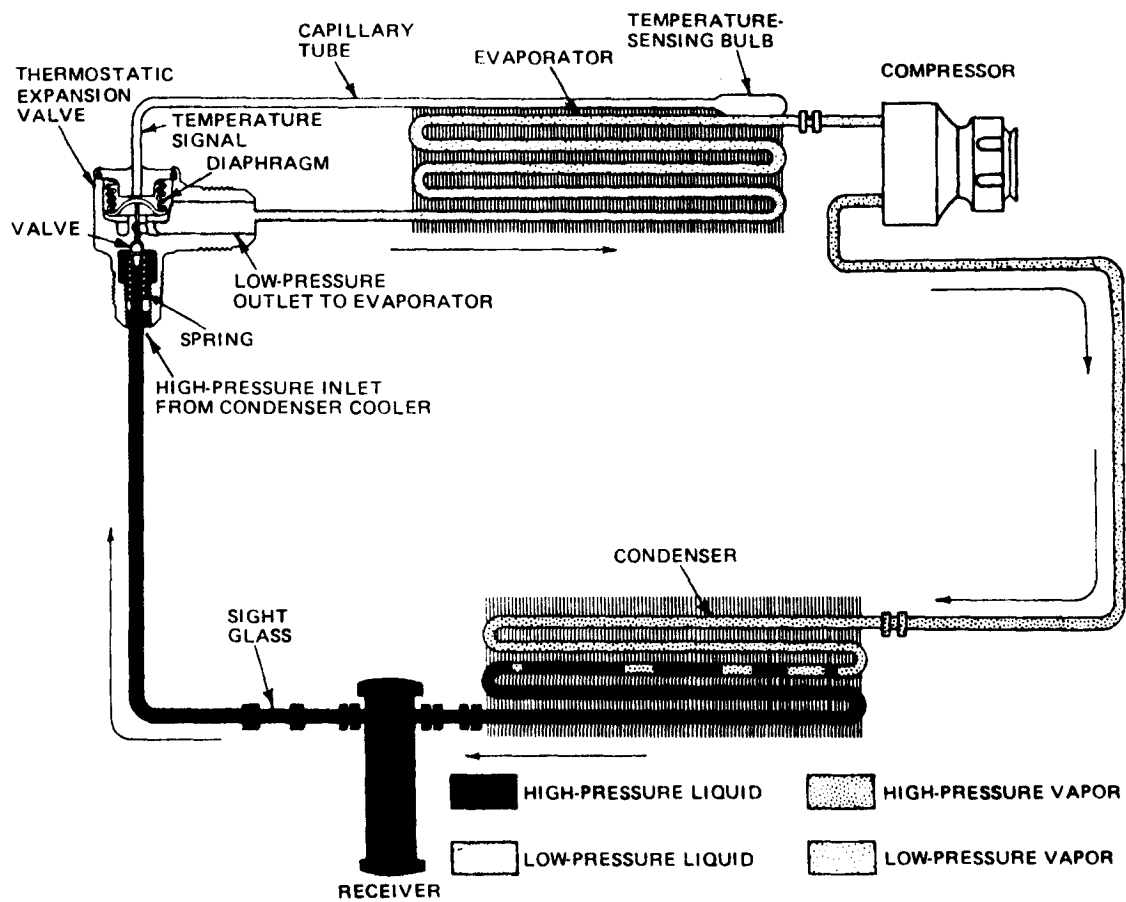 CAPILLARY
TUBE
TEMPERATURE-
SENSING BULB
EVAPORATOR
COMPRESSOR
THERMOSTATIC
EXPANSION
VALVE
TEMPERATURE
SIGNAL
DIAPHRAGM
VALVE
LOW-PRESSURE
OUTLET TO EVAPORATOR
SPRING
HIGH-PRESSURE INLET
FROM CONDENSER COOLER
CONDENSER
SIGHT
GLASS
RECEIVER
HIGH-PRESSURE LIQUID
HIGH-PRESSURE VAPOR
LOW-PRESSURE LIQUID
LOW-PRESSURE VAPOR